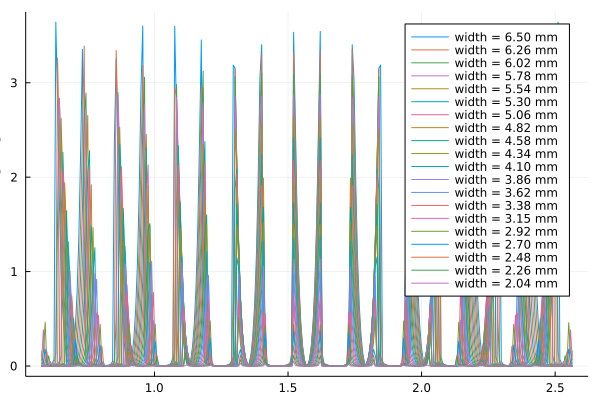 3
2
1
0
1.0
1.5
2.0
2.5
width = 6.50 mm
width = 6.26 mm
width = 6.02 mm
width = 5.78 mm
width = 5.54 mm
width = 5.30 mm
width = 5.06 mm
width = 4.82 mm
width = 4.58 mm
width = 4.34 mm
width = 4.10 mm
width = 3.86 mm
width = 3.62 mm
width = 3.38 mm
width = 3.15 mm
width = 2.92 mm
width = 2.70 mm
width = 2.48 mm
width = 2.26 mm
width = 2.04 mm